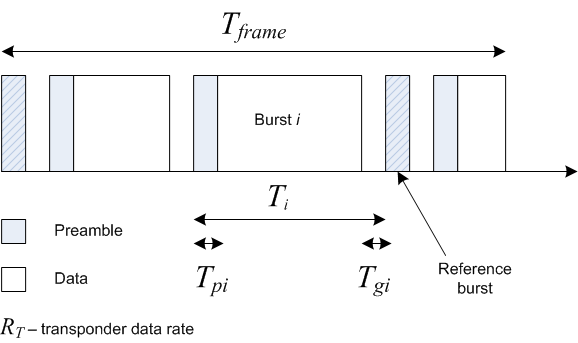 T_frame
Burst i
T_i
Preamble
T_pi
T_gi
Reference
burst
Data
R_T – transponder data rate